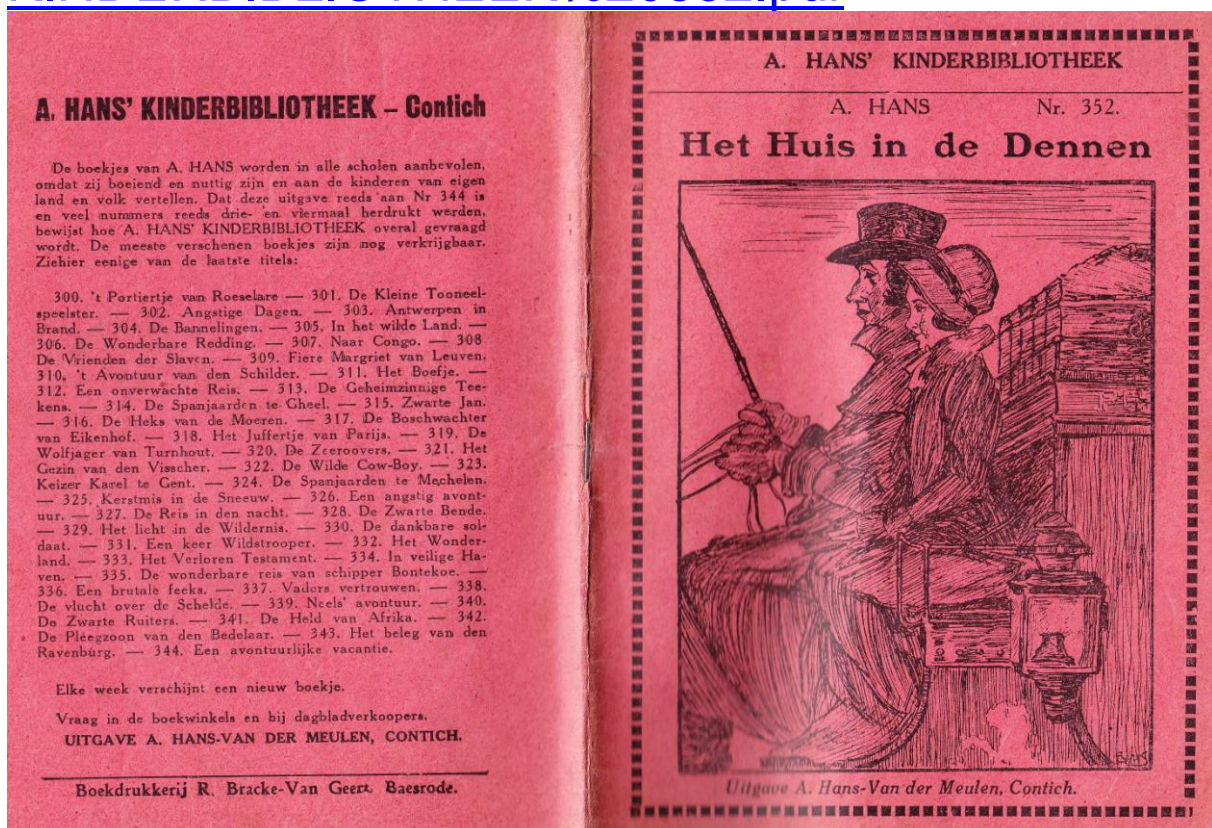 A. HANS' KINDERBIBLIOTHEEK – Contich
De boekjes van A. HANS worden in alle scholen aanbevolen,
omdat zij boeiend en nuttig zijn en aan de kinderen van eigen
land en volk vertellen. Dat deze uitgave reeds aan Nr 344 is
en veel nummers reeds drie- en viermaal herdrukt werden,
bewijst hoe A. HANS' KINDERBIBLIOTHEEK overal gevraagd
wordt. De meeste verschenen boekjes zijn nog verkrijgbaar.
Ziehier eenige van de laatste titels:
300. 't Portiertje van Roeselare — 301. De Kleine Tooneel-
speelster. — 302. Angstige Dagen. — 303. Antwerpen in
Brand. — 304. De Bannelingen. — 305. In het wilde Land. —
306. De Wonderbare Redding. — 307. Naar Congo. — 308.
De Vrienden der Slaven. — 309. Fiere Margriet van Leuven.
310. 't Avontuur van den Schilder. — 311. Het Boefje. —
312. Een onverwachte Reis. — 313. De Geheimzinnige Tee-
kens. — 314. De Spanjaarden te Gheel. — 315. Zwarte Jan.
— 316. De Heks van de Moeren. — 317. De Boschwachter
van Eikenhof. — 318. Het Juffertje van Parijs. — 319. De
Wolfjager van Turnhout. — 320. De Zeeroovers. — 321. Het
Gezin van den Visscher. — 322. De Wilde Cow-Boy. — 323.
Keizer Karel te Gent. — 324. De Spanjaarden te Mechelen.
— 325. Kerstmis in de Sneeuw. — 326. Een angstig avont-
uur. — 327. De Reis in den nacht. — 328. De Zwarte Bende.
— 329. Het licht in de Wildernis. — 330. De dankbare sol-
daat. — 331. Een keer Wildstrooper. — 332. Het Wonder-
land. — 333. Het Verloren Testament. — 334. In veilige Ha-
ven. — 335. De wonderbare reis van schipper Bontekoe. —
336. Een brutale feeks. — 337. Vaders vertrouwen. — 338.
De vlucht over de Schelde. — 339. Neels' avontuur. — 340.
De Zwarte Ruiters. — 341. De Held van Afrika. — 342.
De Pleegzoon van den Bedelaar. — 343. Het beleg van den
Ravenburg. — 344. Een avontuurlijke vacantie.
Elke week verschijnt een nieuw boekje.
Vraag in de boekwinkels en bij dagbladverkoopers.
UITGAVE A. HANS-VAN DER MEULEN, CONTICH.
Boekdrukkerij R. Bracke-Van Geert, Baesrode.
A. HANS' KINDERBIBLIOTHEEK
A. HANS Nr. 352.
Het Huis in de Dennen
Uitgave A. Hans-Van der Meulen, Contich.